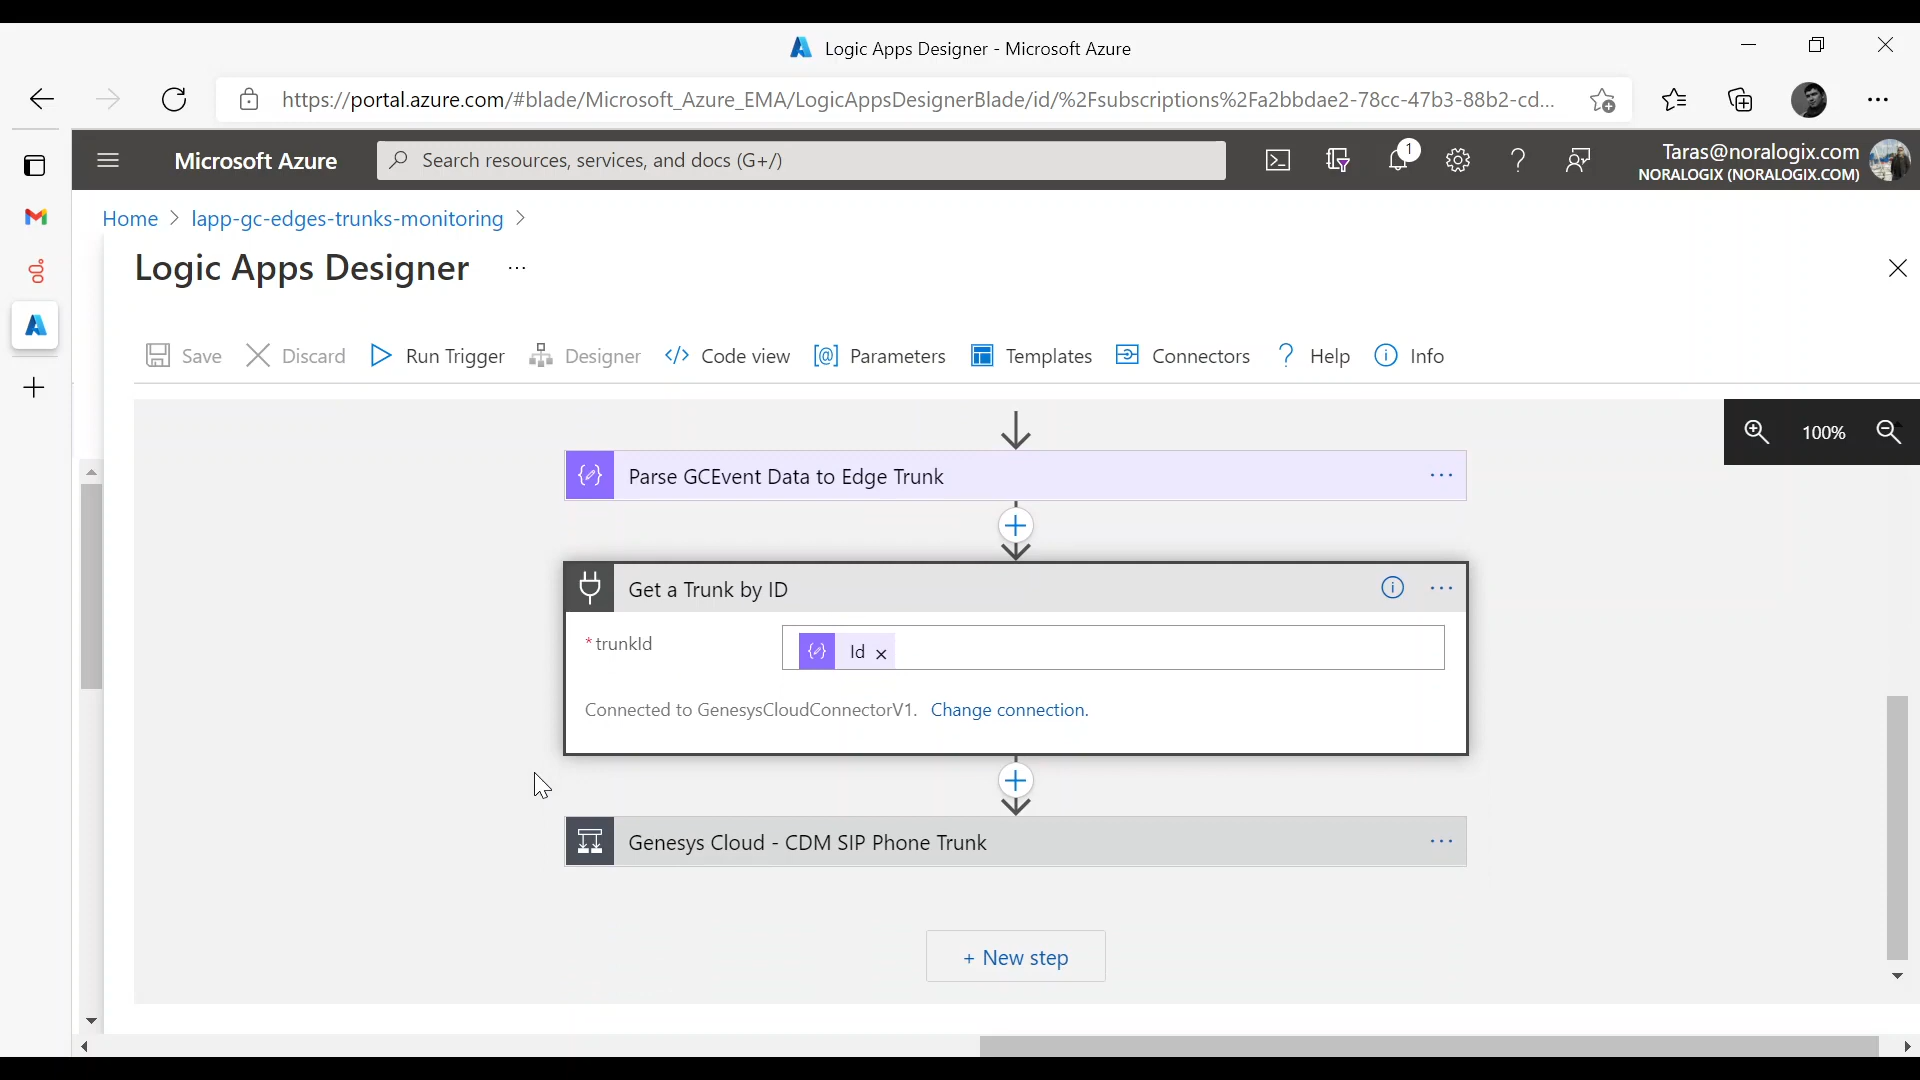 Logic Apps Designer - Microsoft Azure
https://portal.azure.com/#blade/Microsoft_Azure_EMA/LogicAppsDesignerBlade/id/%2Fsubscriptions%2Fa2bbdae2-78cc-47b3-88b2-cd...
Microsoft Azure
Search resources, services, and docs (G+/)
1
Taras@noralogix.com
NORALOGIX (NORALOGIX.COM)
Home > lapp-gc-edges-trunks-monitoring >
Logic Apps Designer ...
Save
Discard
Run Trigger
Designer
Code view
Parameters
Templates
Connectors
Help
Info
100%
Parse GCEvent Data to Edge Trunk
Get a Trunk by ID
* trunkId
Id ×
Connected to GenesysCloudConnectorV1. Change connection.
Genesys Cloud - CDM SIP Phone Trunk
+ New step